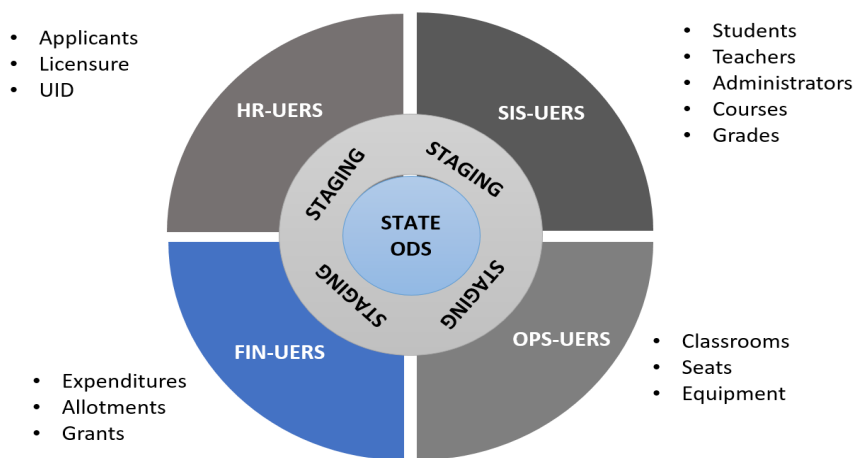 • Applicants
• Licensure
• UID
• Students
• Teachers
• Administrators
• Courses
• Grades
HR-UERS
SIS-UERS
STAGING
STAGING
STATE
ODS
STAGING
STAGING
FIN-UERS
OPS-UERS
• Expenditures
• Allotments
• Grants
• Classrooms
• Seats
• Equipment